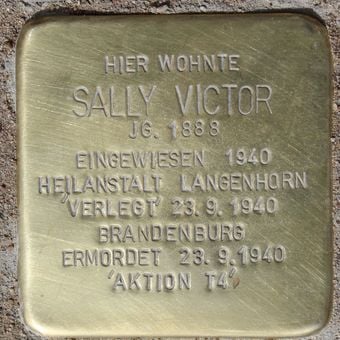 HIER WOHNTE
SALLY VICTOR
JG. 1888
EINGEWIESEN 1940
HEILANSTALT LANGENHORN
'VERLEGT' 23.9.1940
BRANDENBURG
ERMORDET 23.9.1940
'AKTION T4'